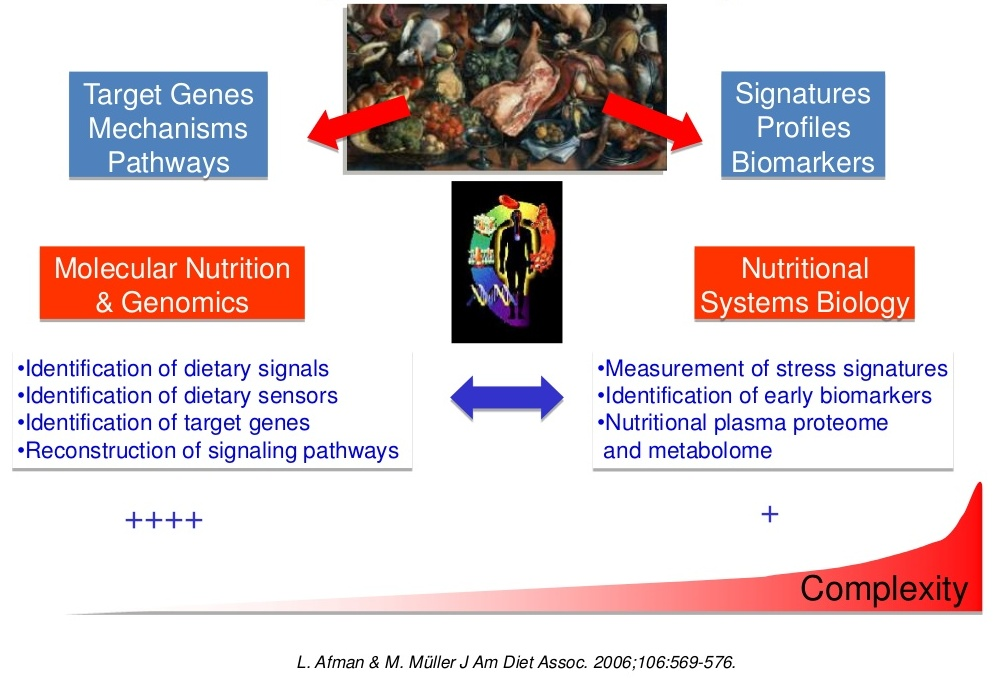 Target Genes
Mechanisms
Pathways
Signatures
Profiles
Biomarkers
Molecular Nutrition
& Genomics
Nutritional
Systems Biology
•Identification of dietary signals
•Identification of dietary sensors
•Identification of target genes
•Reconstruction of signaling pathways
•Measurement of stress signatures
•Identification of early biomarkers
•Nutritional plasma proteome
and metabolome
++++
+
Complexity
L. Afman & M. Müller J Am Diet Assoc. 2006;106:569-576.